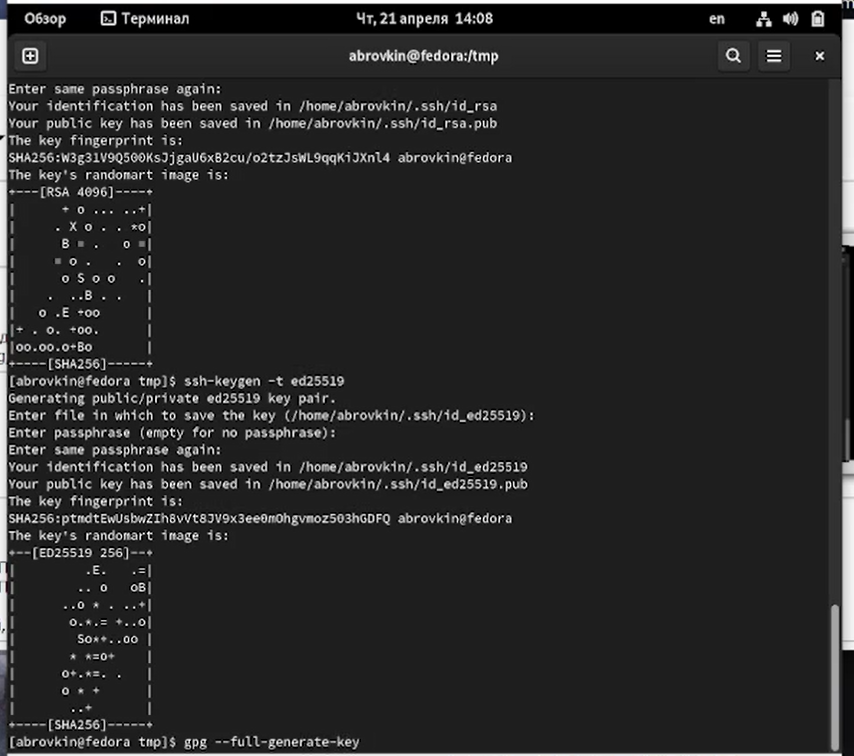 Обзор Терминал Чт, 21 апреля 14:08 en
abrovkin@fedora:/tmp
Enter same passphrase again:
Your identification has been saved in /home/abrovkin/.ssh/id_rsa
Your public key has been saved in /home/abrovkin/.ssh/id_rsa.pub
The key fingerprint is:
SHA256:W3g31V9Q500KsJjgaU6xB2cu/o2tzJsWL9qqKiJXnl4 abrovkin@fedora
The key's randomart image is:
+---[RSA 4096]----+
|      + o ... ..+|
|     . X o . . *o|
|      B = .   o =|
|     = o .   .  o|
|      o S o o   .|
|    .  ..B . .   |
|   o .E +oo      |
|+ . o. +oo.      |
|oo.oo.o+Bo       |
+----[SHA256]-----+
[abrovkin@fedora tmp]$ ssh-keygen -t ed25519
Generating public/private ed25519 key pair.
Enter file in which to save the key (/home/abrovkin/.ssh/id_ed25519):
Enter passphrase (empty for no passphrase):
Enter same passphrase again:
Your identification has been saved in /home/abrovkin/.ssh/id_ed25519
Your public key has been saved in /home/abrovkin/.ssh/id_ed25519.pub
The key fingerprint is:
SHA256:ptmdtEwUsbwZIh8vVt8JV9x3ee0mOhgvmoz503hGDFQ abrovkin@fedora
The key's randomart image is:
+--[ED25519 256]--+
|         .E.   .=|
|        .. o   oB|
|      ..o * . ..+|
|       o.*.= +..o|
|        So*+..oo |
|       * *=o+    |
|      o+.*=. .   |
|      o * +      |
|       ..+       |
+----[SHA256]-----+
[abrovkin@fedora tmp]$ gpg --full-generate-key